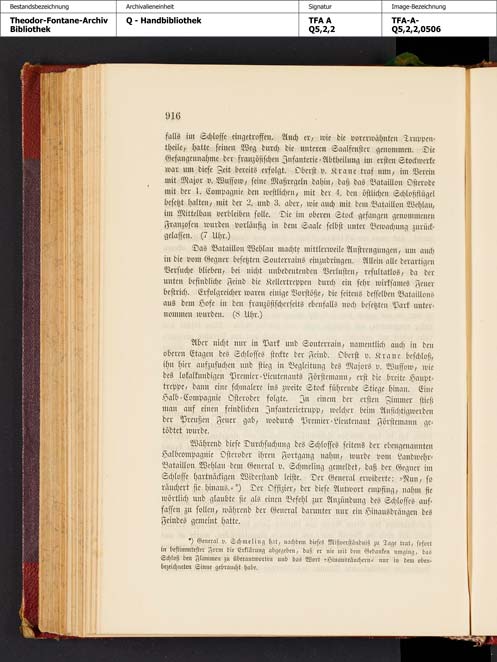 Bestandsbezeichnung
Archivalieneinheit
Signatur
Image-Bezeichnung
Theodor-Fontane-Archiv
Bibliothek
Q - Handbibliothek
TFA A
Q5,2,2
TFA-A-
Q5,2,2,0506
916
falls im Schlosse eingetroffen. Auch er, wie die vorerwähnten Truppen-
theile, hatte seinen Weg durch die unteren Saalfenster genommen. Die
Gefangennahme der französischen Infanterie-Abtheilung im ersten Stockwerke
war um diese Zeit bereits erfolgt. Oberst v. Krane traf nun, im Verein
mit Major v. Wussow, seine Maßregeln dahin, daß das Bataillon Osterode
mit der 1. Compagnie den westlichen, mit der 4. den östlichen Schloßflügel
besetzt halten, mit der 2. und 3. aber, wie auch mit dem Bataillon Wehlau,
im Mittelbau verbleiben solle. Die im oberen Stock gefangen genommenen
Franzosen wurden vorläufig in dem Saale selbst unter Bewachung zurück-
gelassen. (7 Uhr.)
Das Bataillon Wehlau machte mittlerweile Anstrengungen, um auch
in die vom Gegner besetzten Souterrains einzudringen. Allein alle derartigen
Versuche blieben, bei nicht unbedeutenden Verlusten, resultatlos, da der
unten befindliche Feind die Kellertreppen durch ein sehr wirksames Feuer
bestrich. Erfolgreicher waren einige Vorstöße, die seitens desselben Bataillons
aus dem Hofe in den französischerseits ebenfalls noch besetzten Park unter-
nommen wurden. (8 Uhr.)
Aber nicht nur in Park und Souterrain, namentlich auch in den
oberen Etagen des Schlosses steckte der Feind. Oberst v. Krane beschloß,
ihn hier aufzusuchen und stieg in Begleitung des Majors v. Wussow, wie
des lokalkundigen Premier-Lieutenants Förstemann, erst die breite Haupt-
treppe, dann eine schmalere ins zweite Stock führende Stiege hinan. Eine
Halb-Compagnie Osteroder folgte. In einem der ersten Zimmer stieß
man auf einen feindlichen Infanterietrupp, welcher beim Ansichtigwerden
der Preußen Feuer gab, wodurch Premier-Lieutenant Förstemann ge-
tödtet wurde.
Während diese Durchsuchung des Schlosses seitens der ebengenannten
Halbcompagnie Osteroder ihren Fortgang nahm, wurde vom Landwehr-
Bataillon Wehlau dem General v. Schmeling gemeldet, daß der Gegner im
Schlosse hartnäckigen Widerstand leiste. Der General erwiderte: »Nun, so
räuchert sie hinaus.«*) Der Offizier, der diese Antwort empfing, nahm sie
wörtlich und glaubte sie als einen Befehl zur Anzündung des Schlosses auf-
fassen zu sollen, während der General darunter nur ein Hinausdrängen des
Feindes gemeint hatte.
*) General v. Schmeling hat, nachdem dieses Mißverständniß zu Tage trat, sofort
in bestimmtester Form die Erklärung abgegeben, daß er nie mit dem Gedanken umging, das
Schloß den Flammen zu überantworten und das Wort »Hinausräuchern« nur in dem oben-
bezeichneten Sinne gebraucht habe.